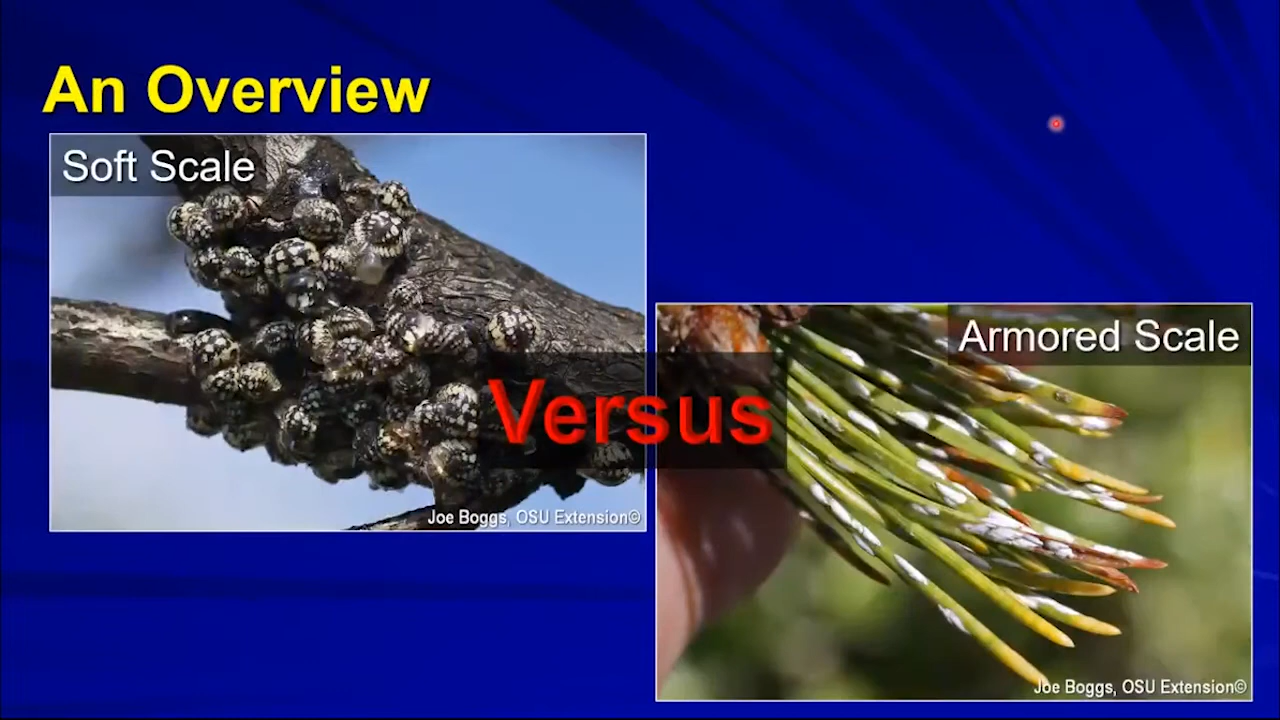 An Overview
Soft Scale
Joe Boggs, OSU Extension©
Versus
Armored Scale
Joe Boggs, OSU Extension©